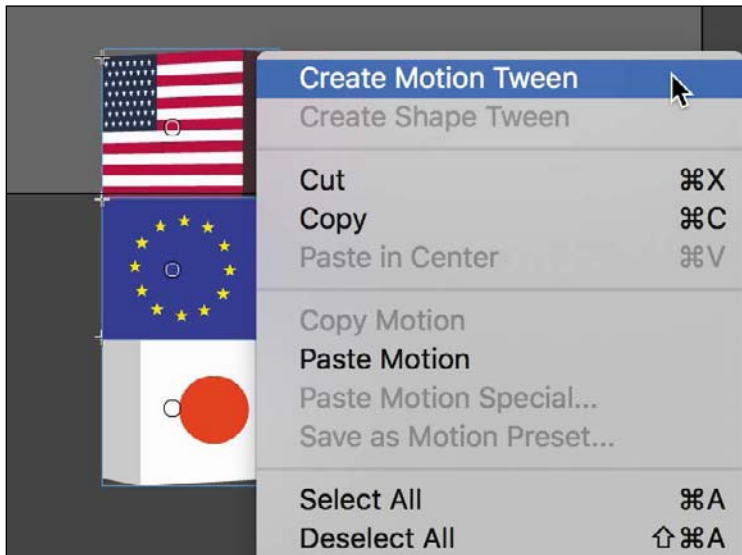 Create Motion Tween
Create Shape Tween
Cut ⌘X
Copy ⌘C
Paste in Center ⌘V
Copy Motion
Paste Motion
Paste Motion Special...
Save as Motion Preset...
Select All ⌘A
Deselect All ⇧⌘A